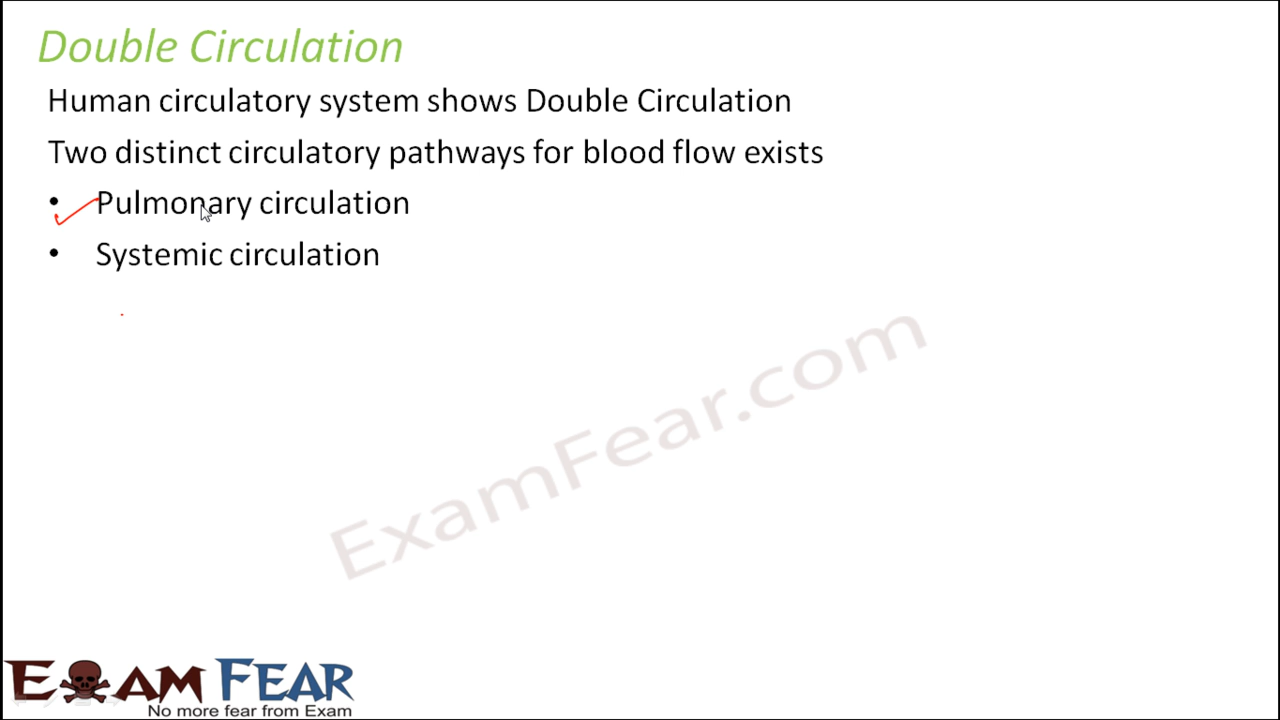 Double Circulation
Human circulatory system shows Double Circulation
Two distinct circulatory pathways for blood flow exists
• Pulmonary circulation
• Systemic circulation
ExamFear.com
EXAM FEAR
No more fear from Exam